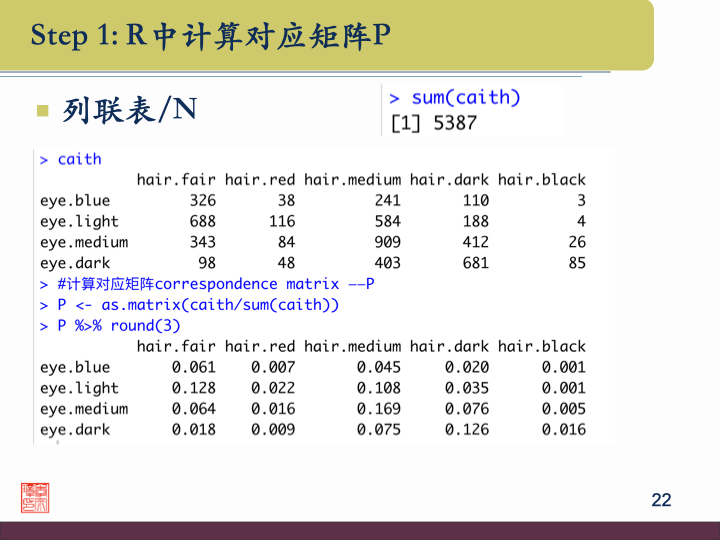 Step 1: R中计算对应矩阵P
列联表/N
> sum(caith)
[1] 5387
> caith
hair.fair hair.red hair.medium hair.dark hair.black
eye.blue 326 38 241 110 3
eye.light 688 116 584 188 4
eye.medium 343 84 909 412 26
eye.dark 98 48 403 681 85
> #计算对应矩阵correspondence matrix ——P
> P <- as.matrix(caith/sum(caith))
> P %>% round(3)
hair.fair hair.red hair.medium hair.dark hair.black
eye.blue 0.061 0.007 0.045 0.020 0.001
eye.light 0.128 0.022 0.108 0.035 0.001
eye.medium 0.064 0.016 0.169 0.076 0.005
eye.dark 0.018 0.009 0.075 0.126 0.016
22